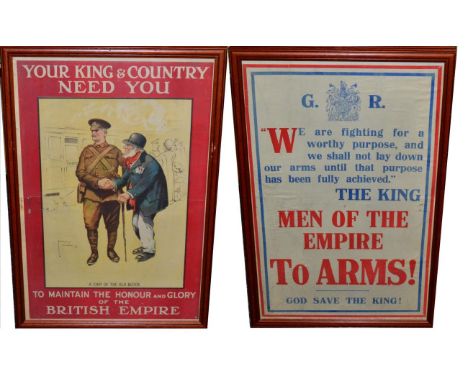 YOUR KING & COUNTRY
NEED YOU
A CHIP OF THE OLD BLOCK
TO MAINTAIN THE HONOUR AND GLORY
OF THE
BRITISH EMPIRE
G. R.
"WE are fighting for a
worthy purpose, and
we shall not lay down
our arms until that purpose
has been fully achieved."
THE KING
MEN OF THE
EMPIRE
To ARMS!
GOD SAVE THE KING!